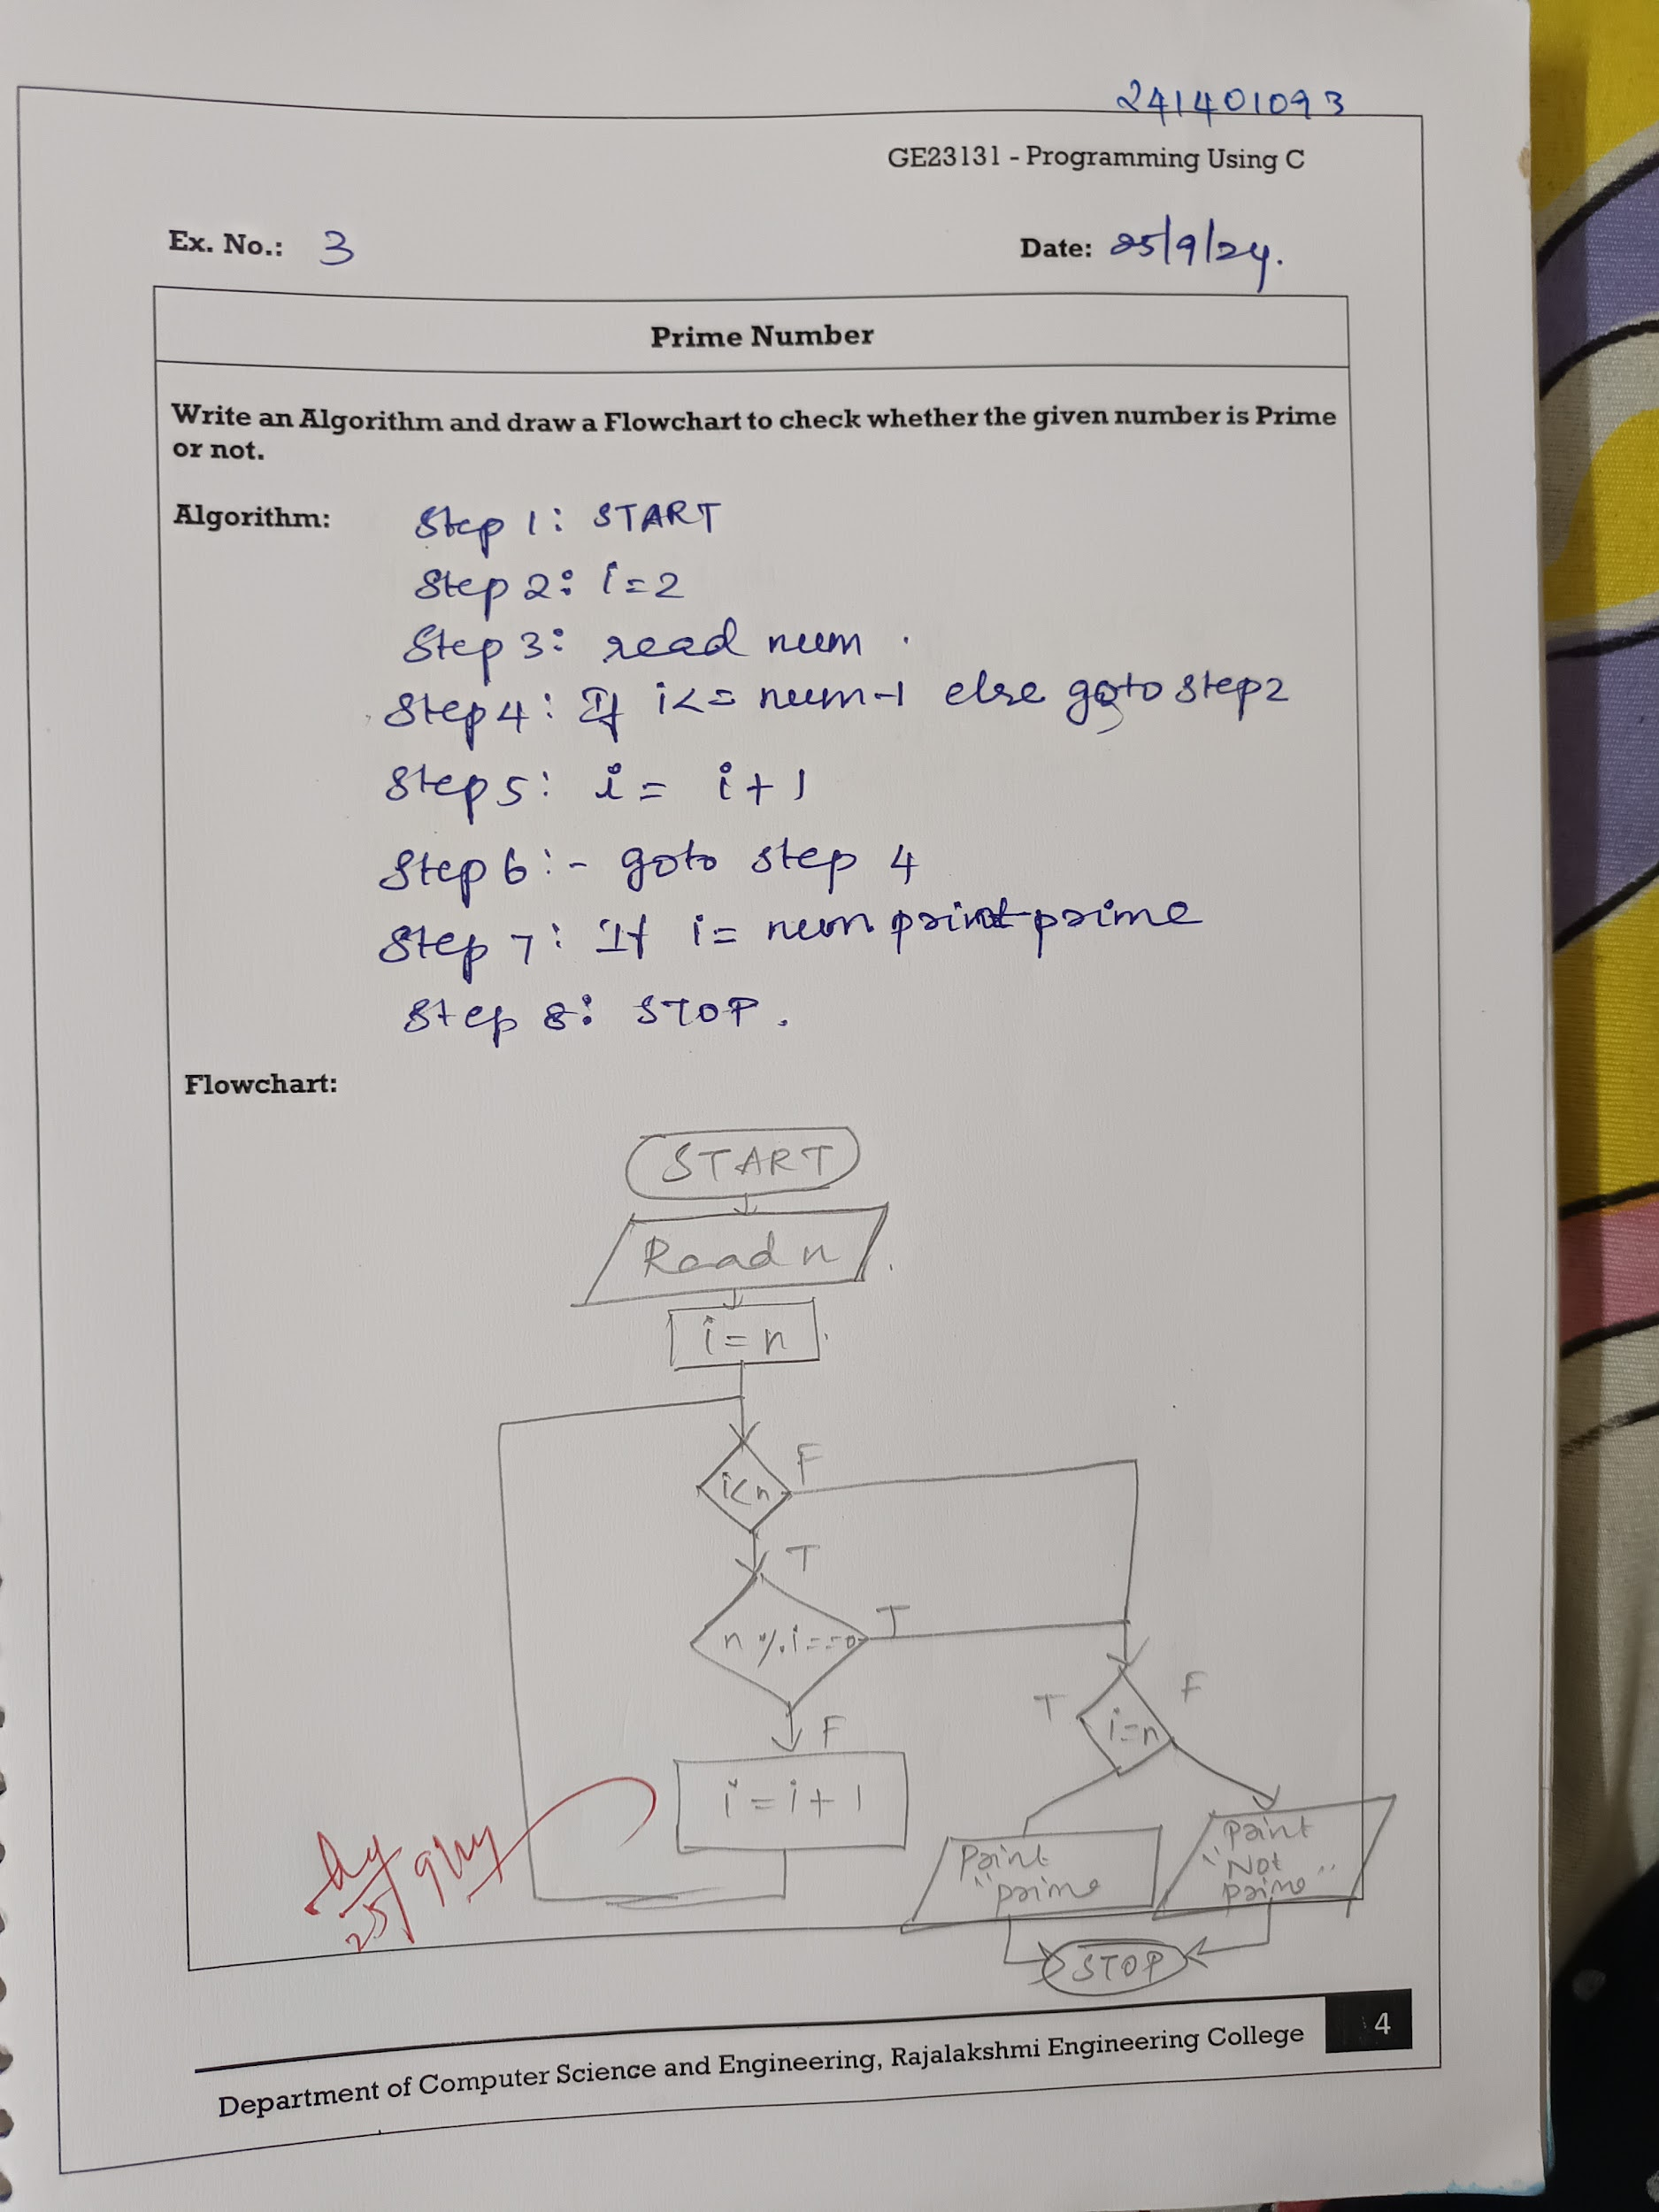 241401093
GE23131 - Programming Using C
Ex. No.: 3
Date: 25/9/24.
Prime Number
Write an Algorithm and draw a Flowchart to check whether the given number is Prime
or not.
Algorithm:
Step 1: START
Step 2: i=2
Step 3: read num
Step 4: If i<= num-1 else goto step2
Step 5: i= i+1
Step 6:- goto step 4
Step 7: If i= num print prime
Step 8: STOP.
Flowchart:
START
Read n
i=n
i<n
F
T
n%i==0
T
F
i=i+1
T
i=n
F
Print
"prime
Print
"Not
prime"
STOP
25/9/24
Department of Computer Science and Engineering, Rajalakshmi Engineering College
4